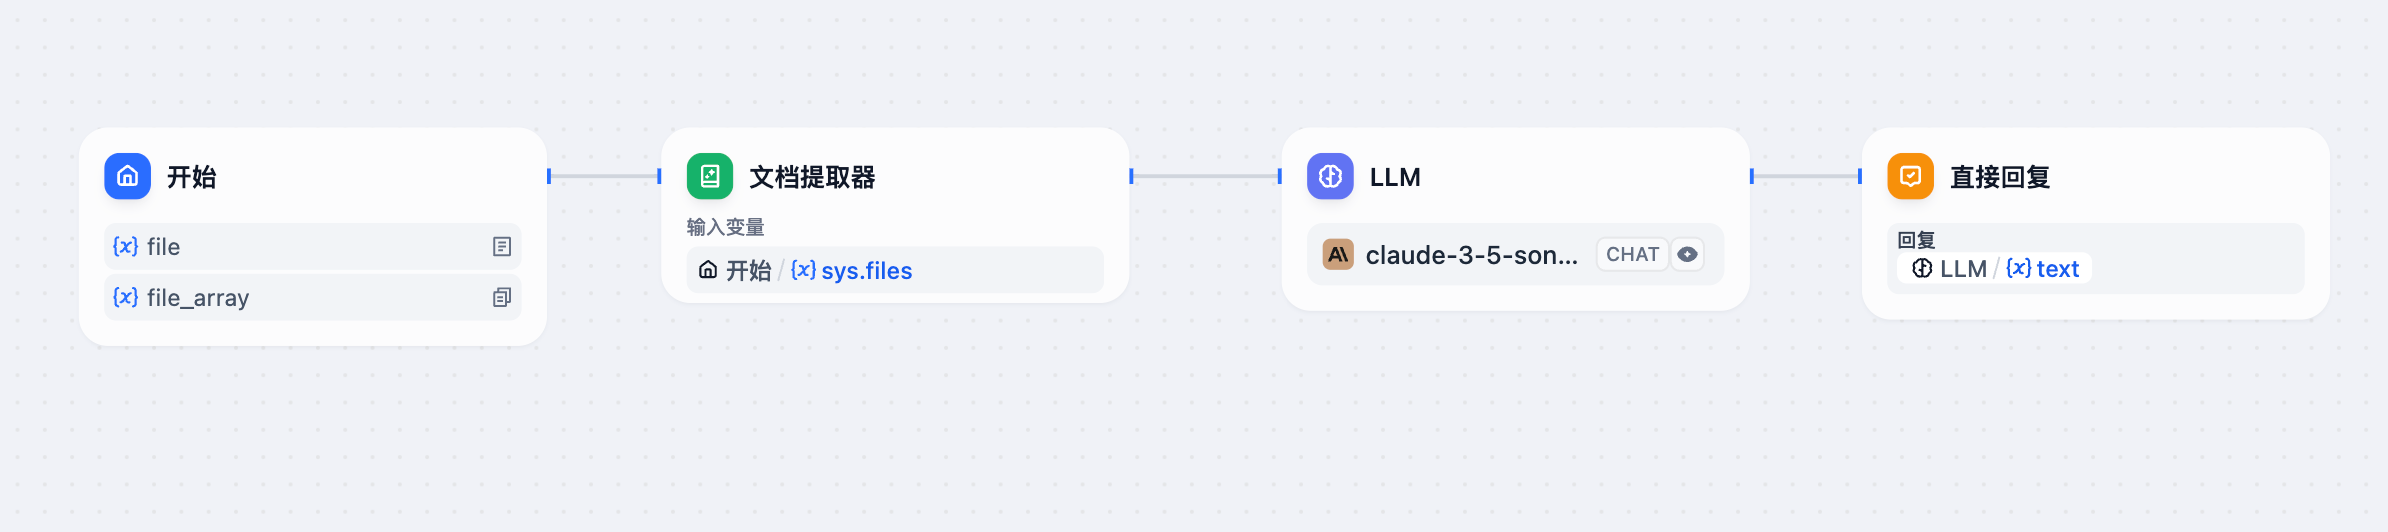 开始
{x} file
{x} file_array
文档提取器
输入变量
开始 / {x} sys.files
LLM
claude-3-5-son... CHAT
直接回复
回复
LLM / {x} text